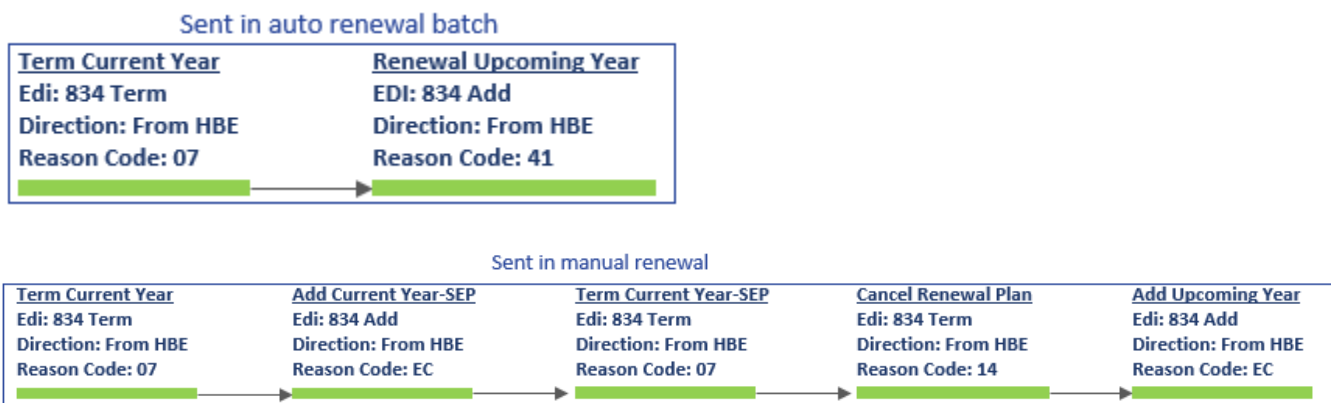 Sent in auto renewal batch
Term Current Year
Edi: 834 Term
Direction: From HBE
Reason Code: 07
Renewal Upcoming Year
EDI: 834 Add
Direction: From HBE
Reason Code: 41
Sent in manual renewal
Term Current Year
Edi: 834 Term
Direction: From HBE
Reason Code: 07
Add Current Year-SEP
Edi: 834 Add
Direction: From HBE
Reason Code: EC
Term Current Year-SEP
Edi: 834 Term
Direction: From HBE
Reason Code: 07
Cancel Renewal Plan
Edi: 834 Term
Direction: From HBE
Reason Code: 14
Add Upcoming Year
Edi: 834 Add
Direction: From HBE
Reason Code: EC